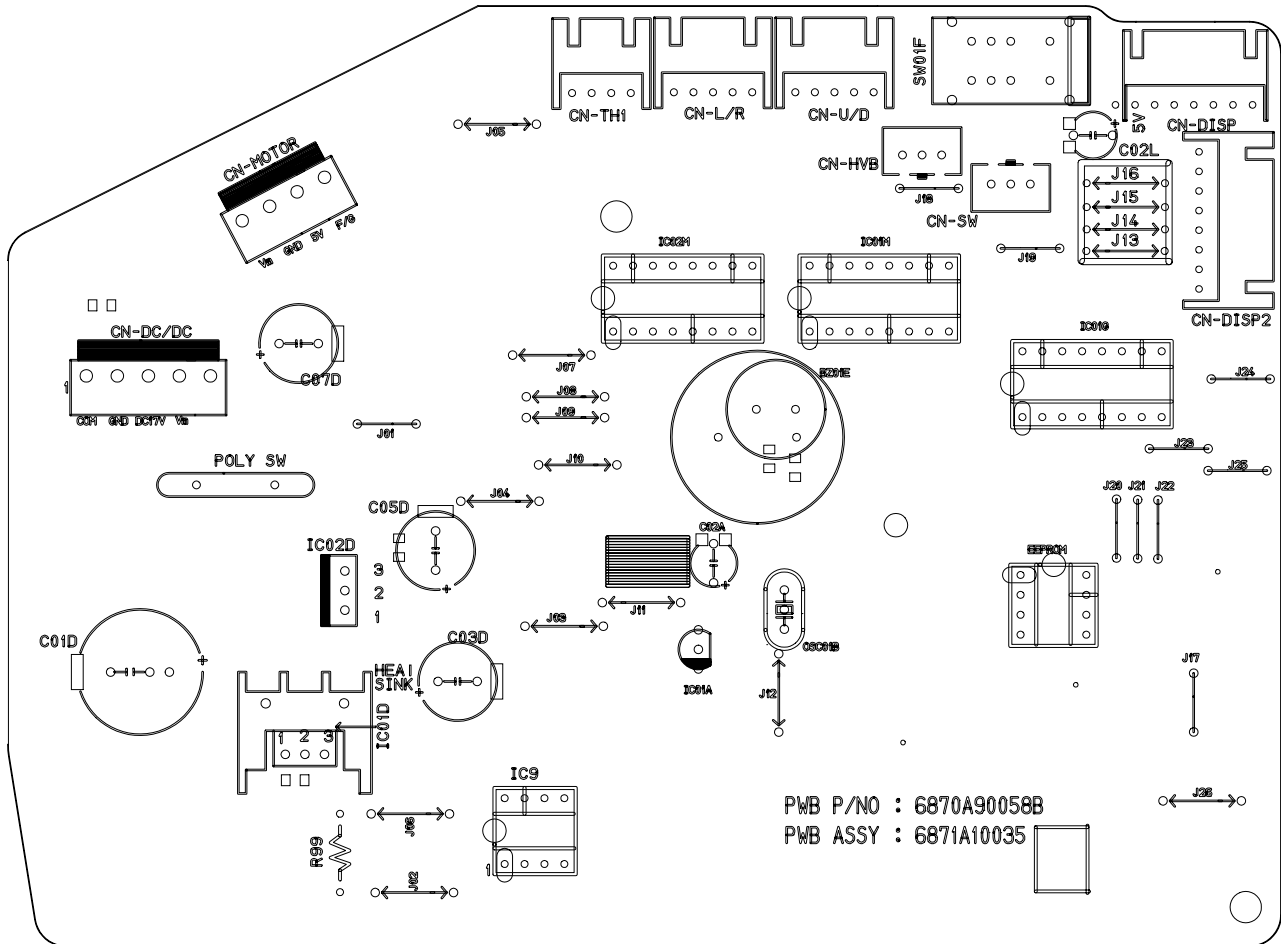 SW01F
CN-TH1
CN-L/R
CN-U/D
5V
CN-DISP
J05
CN-HVB
C02L
CN-MOTOR
J16
J18
J15
CN-SW
J14
Va GND 5V F/G
IC02M
IC01M
J13
J19
CN-DISP2
CN-DC/DC
IC01G
J07
C07D
BZ01E
J24
1
J08
COM GND DC17V Va
J09
J01
J23
POLY SW
J10
J25
J04
J20
J21
J22
C05D
C02A
IC02D
EEPROM
3
2
1
J11
J03
C01D
C03D
OSC01B
HEAT
SINK
IC01A
J12
J17
IC01D
1 2 3
IC9
J26
PWB P/NO : 6870A90058B
J06
PWB ASSY : 6871A10035
R99
1
J02